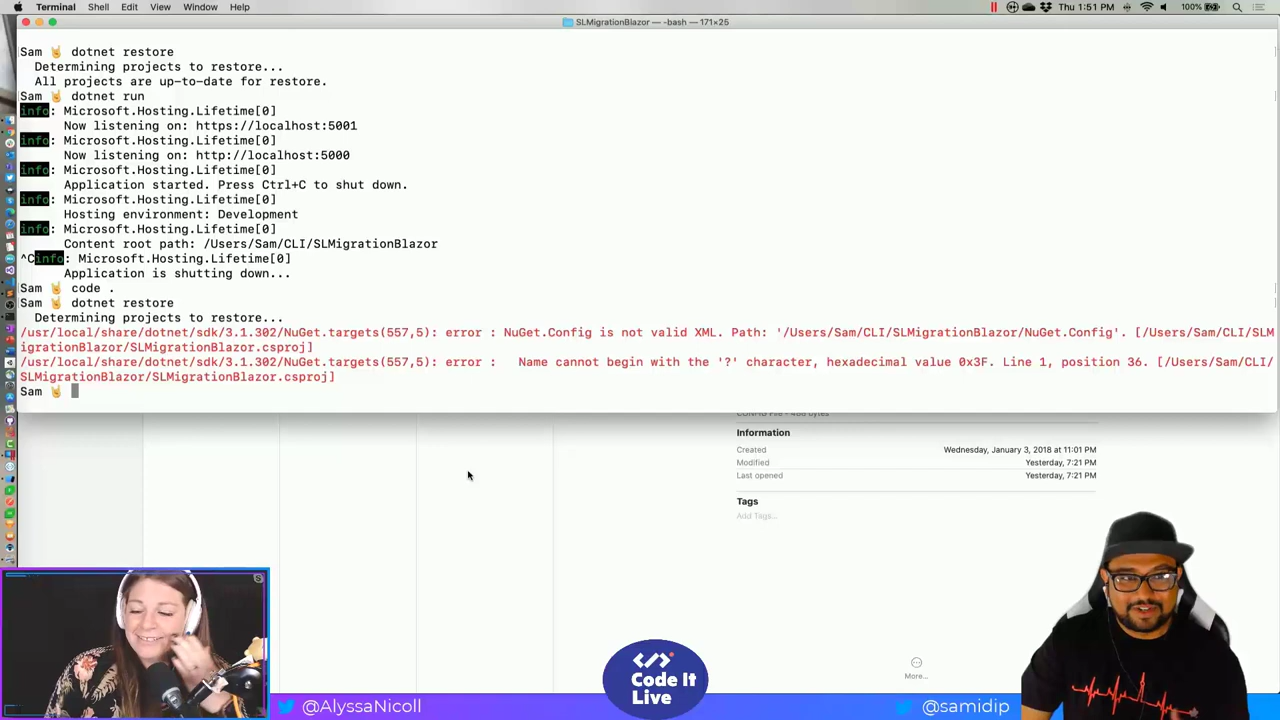 Terminal Shell Edit View Window Help
100% Thu 1:51 PM
SLMigrationBlazor — -bash — 171×25
Sam 🤘 dotnet restore
Determining projects to restore...
All projects are up-to-date for restore.
Sam 🤘 dotnet run
info: Microsoft.Hosting.Lifetime[0]
Now listening on: https://localhost:5001
info: Microsoft.Hosting.Lifetime[0]
Now listening on: http://localhost:5000
info: Microsoft.Hosting.Lifetime[0]
Application started. Press Ctrl+C to shut down.
info: Microsoft.Hosting.Lifetime[0]
Hosting environment: Development
info: Microsoft.Hosting.Lifetime[0]
Content root path: /Users/Sam/CLI/SLMigrationBlazor
^Cinfo: Microsoft.Hosting.Lifetime[0]
Application is shutting down...
Sam 🤘 code .
Sam 🤘 dotnet restore
Determining projects to restore...
/usr/local/share/dotnet/sdk/3.1.302/NuGet.targets(557,5): error : NuGet.Config is not valid XML. Path: '/Users/Sam/CLI/SLMigrationBlazor/NuGet.Config'. [/Users/Sam/CLI/SLM
igrationBlazor/SLMigrationBlazor.csproj]
/usr/local/share/dotnet/sdk/3.1.302/NuGet.targets(557,5): error :   Name cannot begin with the '?' character, hexadecimal value 0x3F. Line 1, position 36. [/Users/Sam/CLI/
SLMigrationBlazor/SLMigrationBlazor.csproj]
Sam 🤘
Information
Created Wednesday, January 3, 2018 at 11:01 PM
Modified Yesterday, 7:21 PM
Last opened Yesterday, 7:21 PM
Tags
Add Tags...
More...
</> Code It
Live
@AlyssaNicoll
@samidip